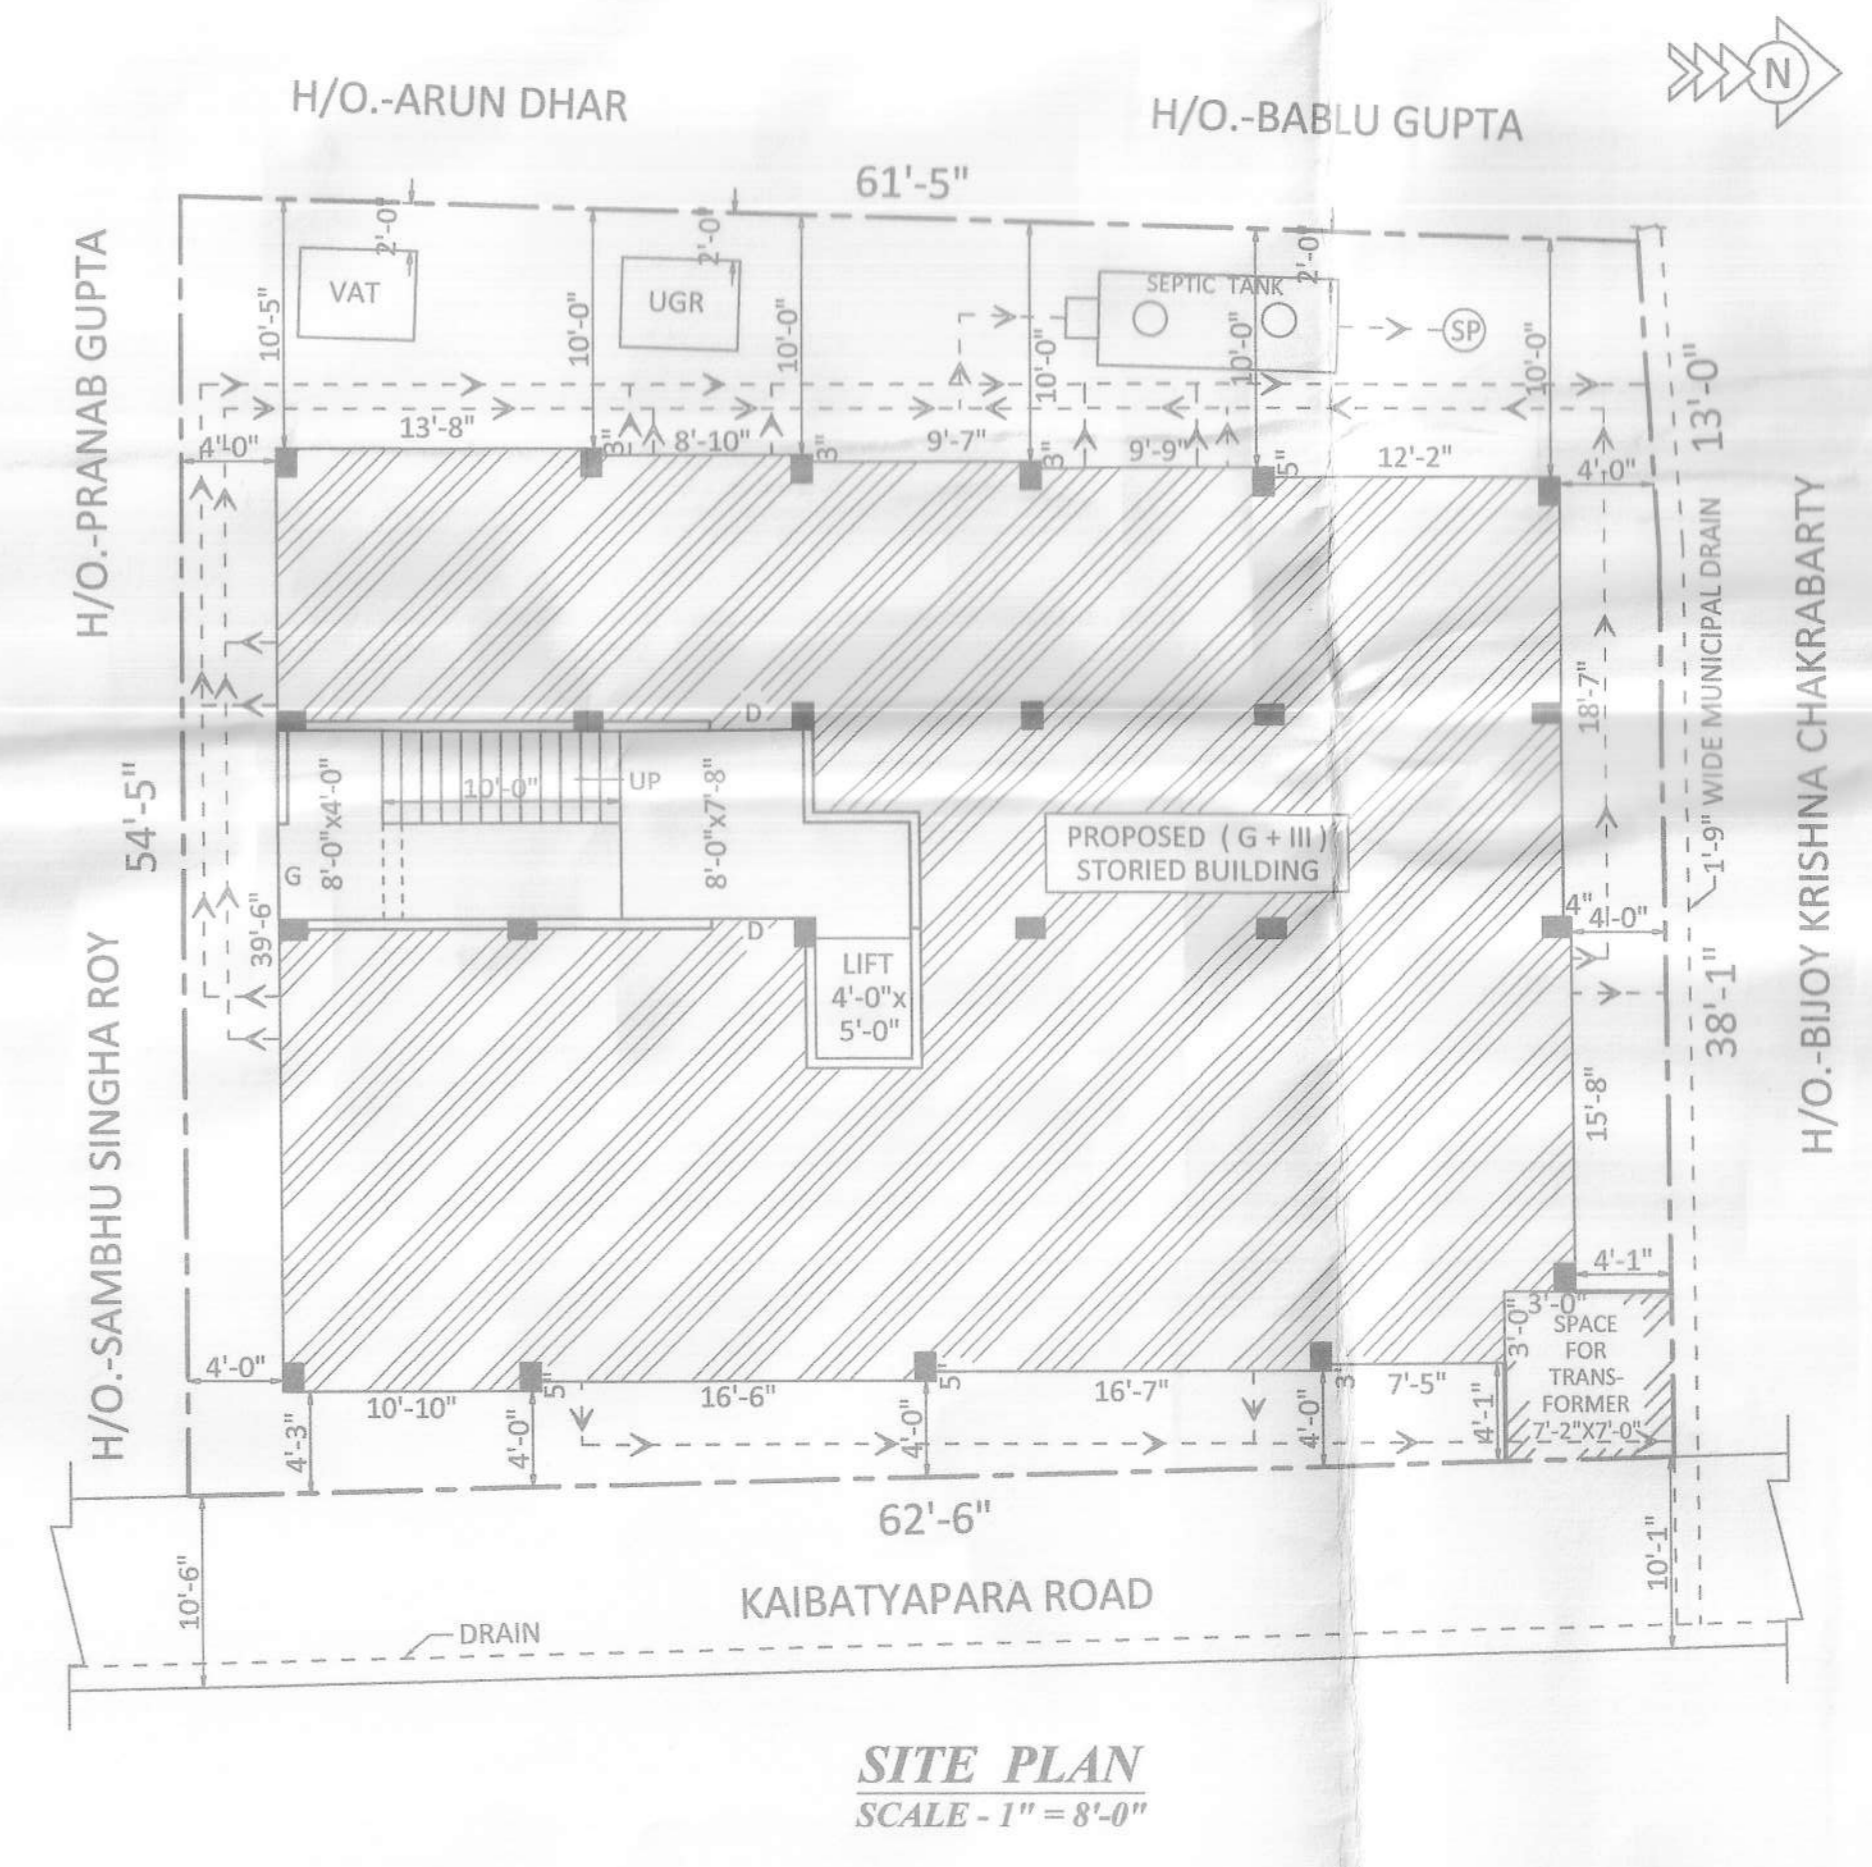 N
H/O.-ARUN DHAR
H/O.-BABLU GUPTA
61'-5"
H/O.-PRANAB GUPTA
2'-0"
2'-0"
2'-0"
VAT
UGR
SEPTIC TANK
SP
10'-5"
10'-0"
10'-0"
10'-0"
10'-0"
10'-0"
13'-0"
4'-0"
13'-8"
3"
8'-10"
3"
9'-7"
3"
9'-9"
5"
12'-2"
4'-0"
1'-9" WIDE MUNICIPAL DRAIN
H/O.-BIJOY KRISHNA CHAKRABARTY
18'-7"
D
54'-5"
8'-0"x4'-0"
10'-0"
UP
8'-0"x7'-8"
G
PROPOSED ( G + III )
STORIED BUILDING
39'-6"
D
4"
4'-0"
LIFT
4'-0"x
5'-0"
38'-1"
H/O.-SAMBHU SINGHA ROY
15'-8"
4'-1"
3'-0"
3'-0"
SPACE
FOR
TRANS-
FORMER
7'-2"X7'-0"
4'-0"
10'-10"
5"
16'-6"
5"
16'-7"
3"
7'-5"
4'-3"
4'-0"
4'-0"
4'-0"
4'-1"
62'-6"
10'-6"
10'-1"
KAIBATYAPARA ROAD
DRAIN
SITE PLAN
SCALE - 1" = 8'-0"